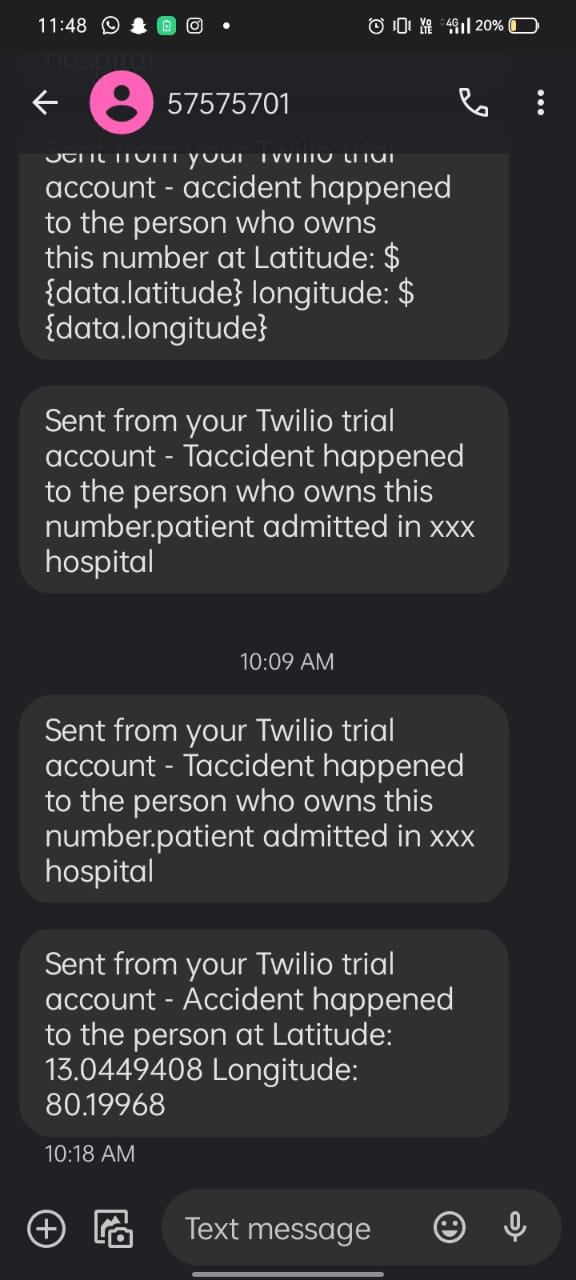 11:48
Vo LTE 4G 20%
hospital
57575701
Sent from your Twilio trial
account - accident happened
to the person who owns
this number at Latitude: $
{data.latitude} longitude: $
{data.longitude}
Sent from your Twilio trial
account - Taccident happened
to the person who owns this
number.patient admitted in xxx
hospital
10:09 AM
Sent from your Twilio trial
account - Taccident happened
to the person who owns this
number.patient admitted in xxx
hospital
Sent from your Twilio trial
account - Accident happened
to the person at Latitude:
13.0449408 Longitude:
80.19968
10:18 AM
Text message